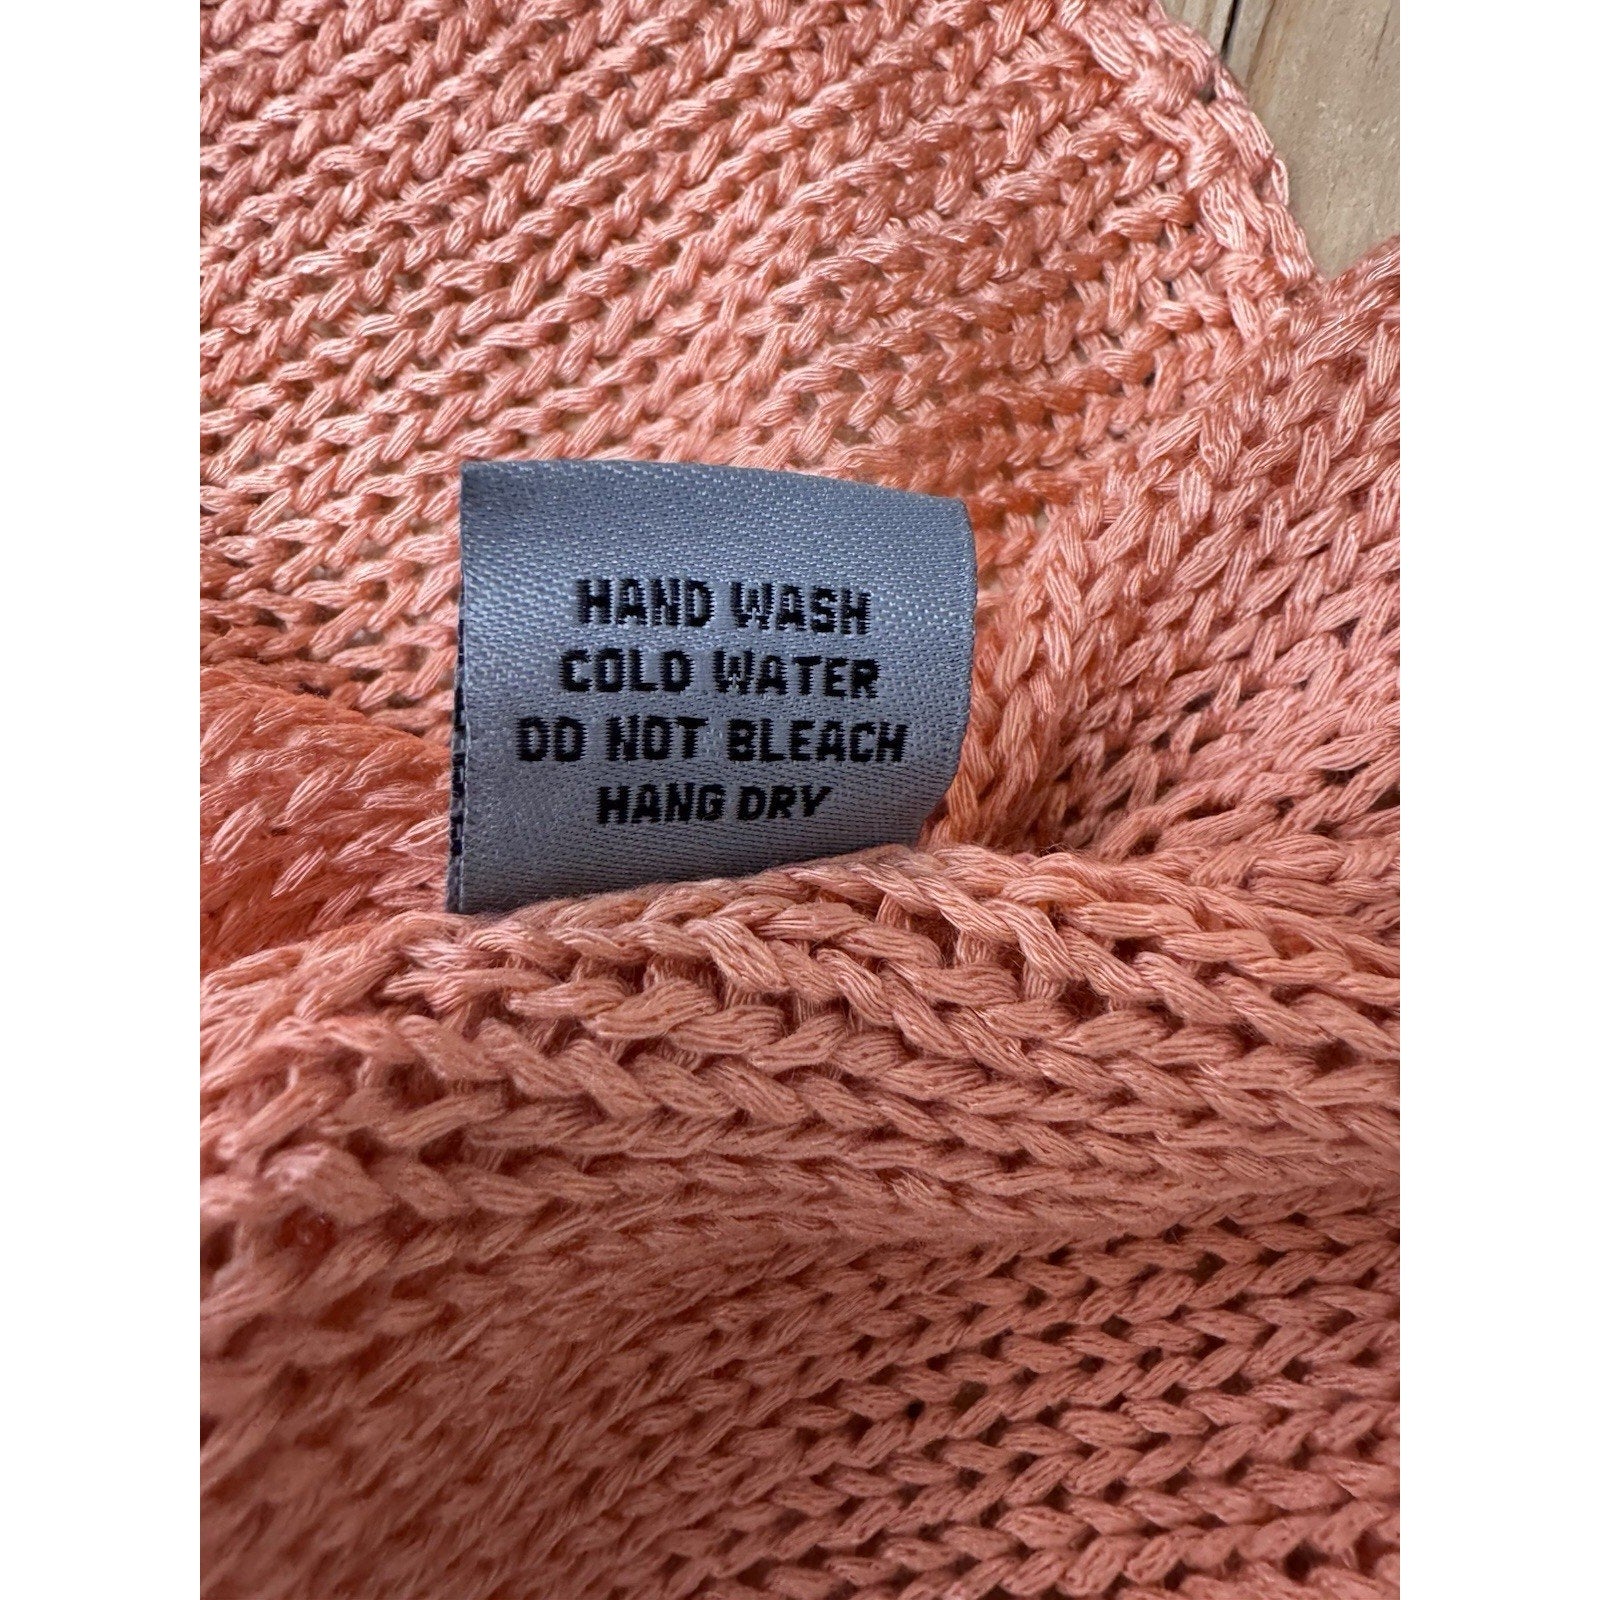 HAND WASH
COLD WATER
DO NOT BLEACH
HANG DRY